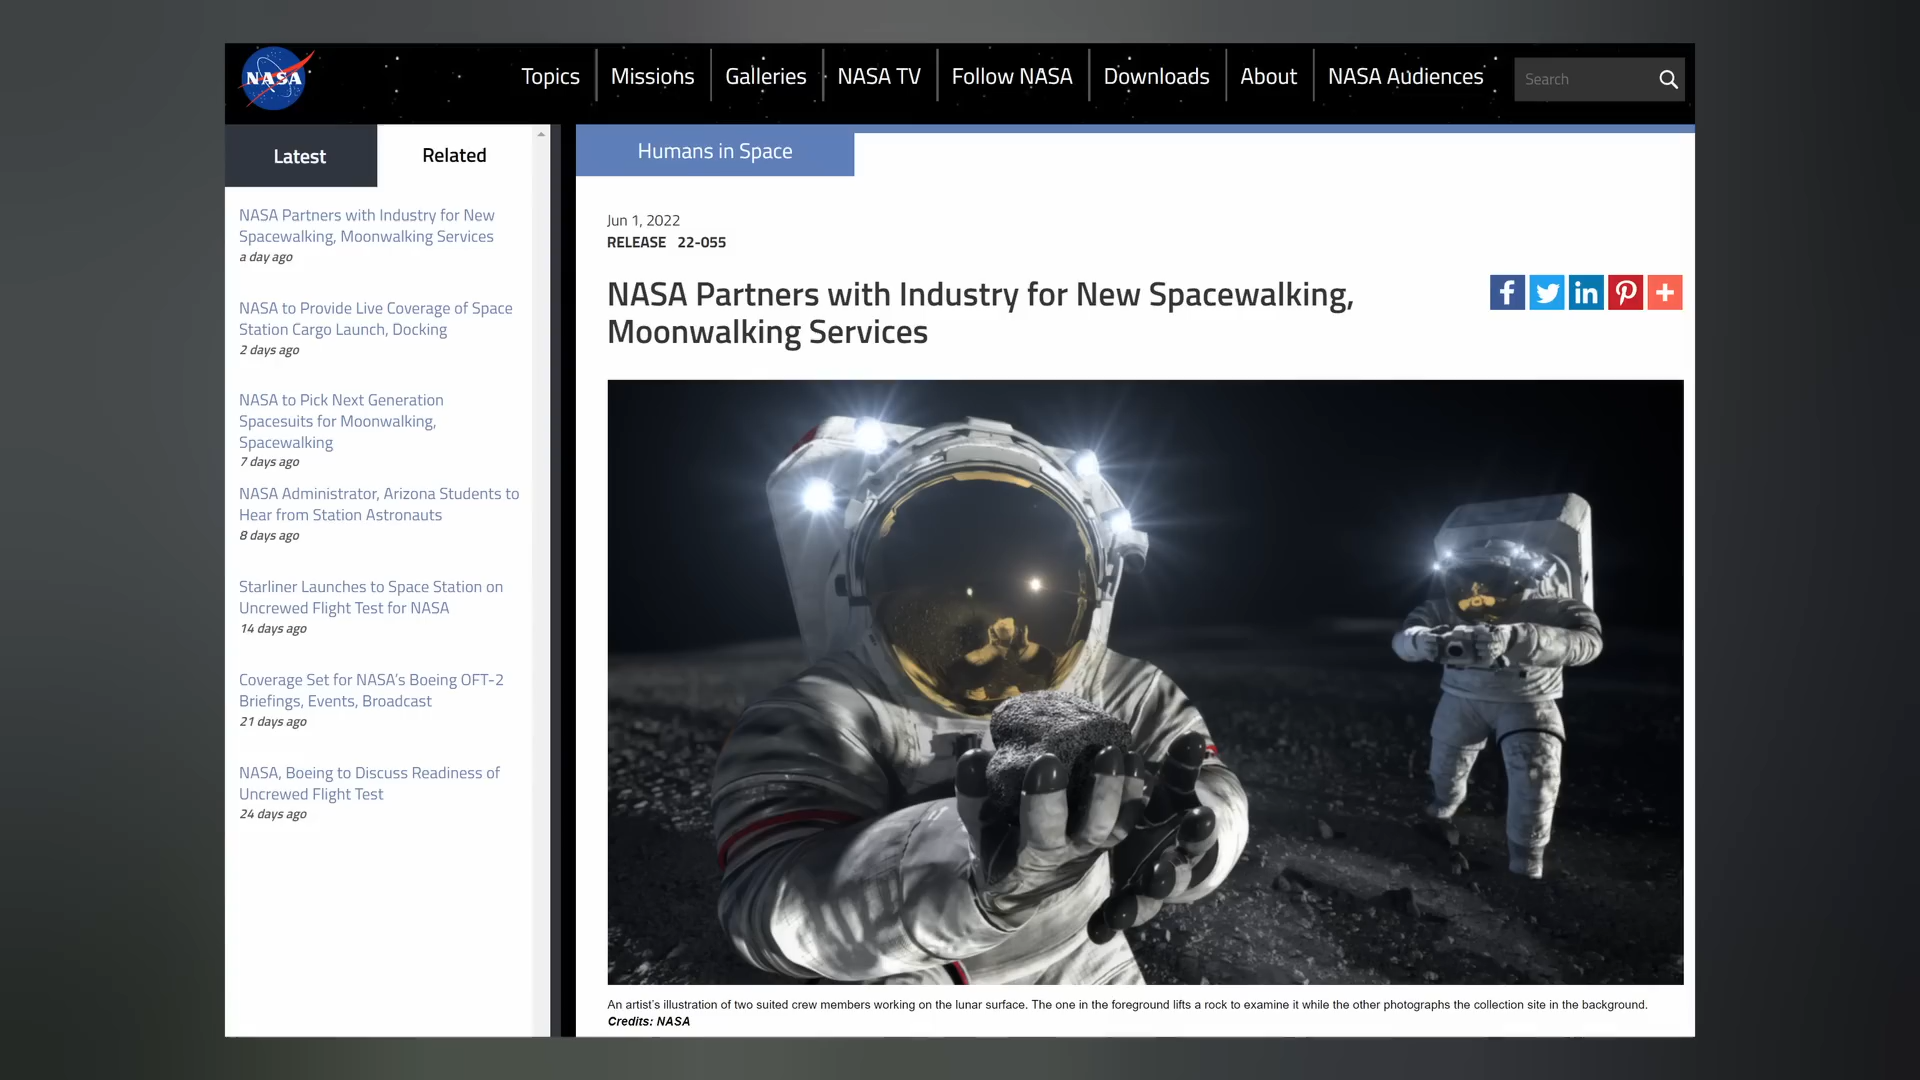 NASA
Topics
Missions
Galleries
NASA TV
Follow NASA
Downloads
About
NASA Audiences
Search
Latest
Related
NASA Partners with Industry for New
Spacewalking, Moonwalking Services
a day ago
NASA to Provide Live Coverage of Space
Station Cargo Launch, Docking
2 days ago
NASA to Pick Next Generation
Spacesuits for Moonwalking,
Spacewalking
7 days ago
NASA Administrator, Arizona Students to
Hear from Station Astronauts
8 days ago
Starliner Launches to Space Station on
Uncrewed Flight Test for NASA
14 days ago
Coverage Set for NASA's Boeing OFT-2
Briefings, Events, Broadcast
21 days ago
NASA, Boeing to Discuss Readiness of
Uncrewed Flight Test
24 days ago
Humans in Space
Jun 1, 2022
RELEASE 22-055
NASA Partners with Industry for New Spacewalking,
Moonwalking Services
An artist's illustration of two suited crew members working on the lunar surface. The one in the foreground lifts a rock to examine it while the other photographs the collection site in the background.
Credits: NASA